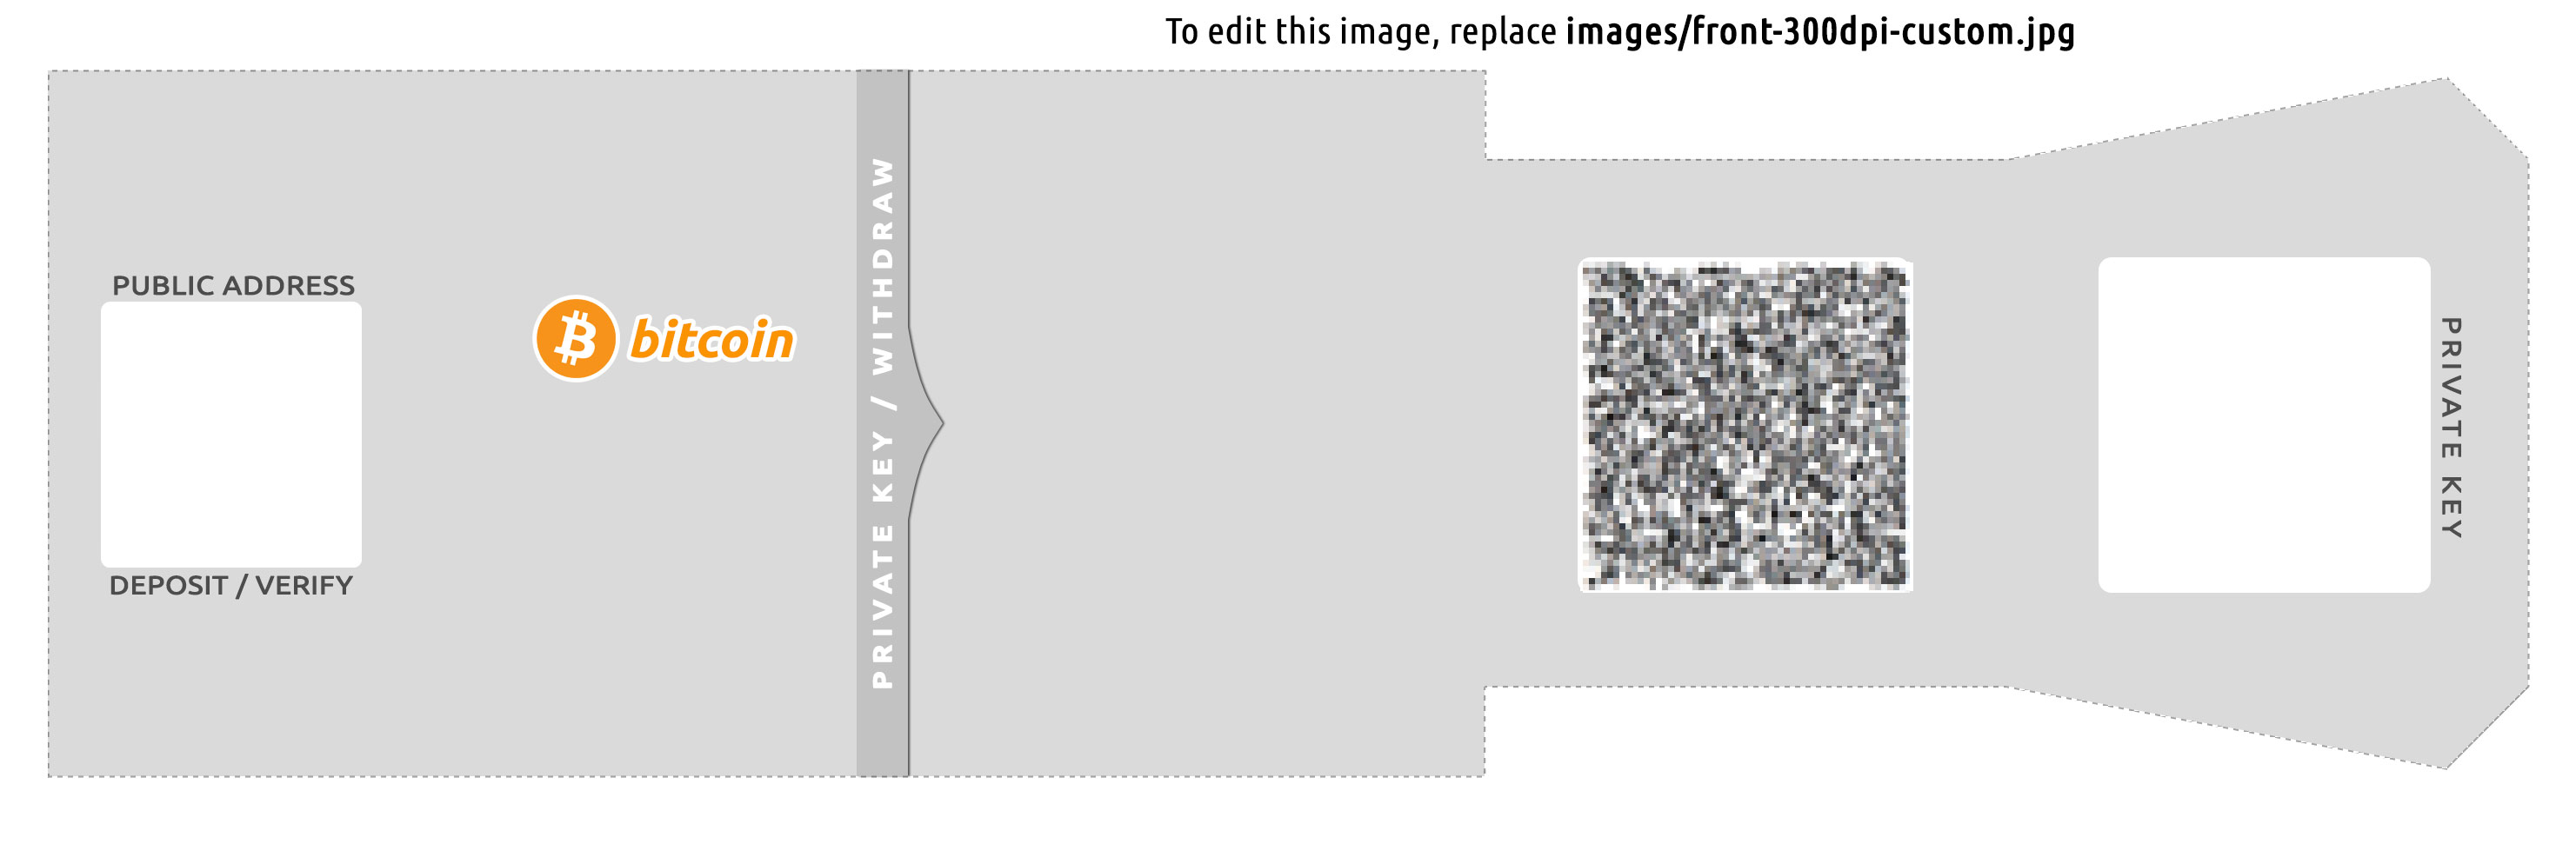 To edit this image, replace images/front-300dpi-custom.jpg
PUBLIC ADDRESS
DEPOSIT / VERIFY
bitcoin
PRIVATE KEY / WITHDRAW
PRIVATE KEY